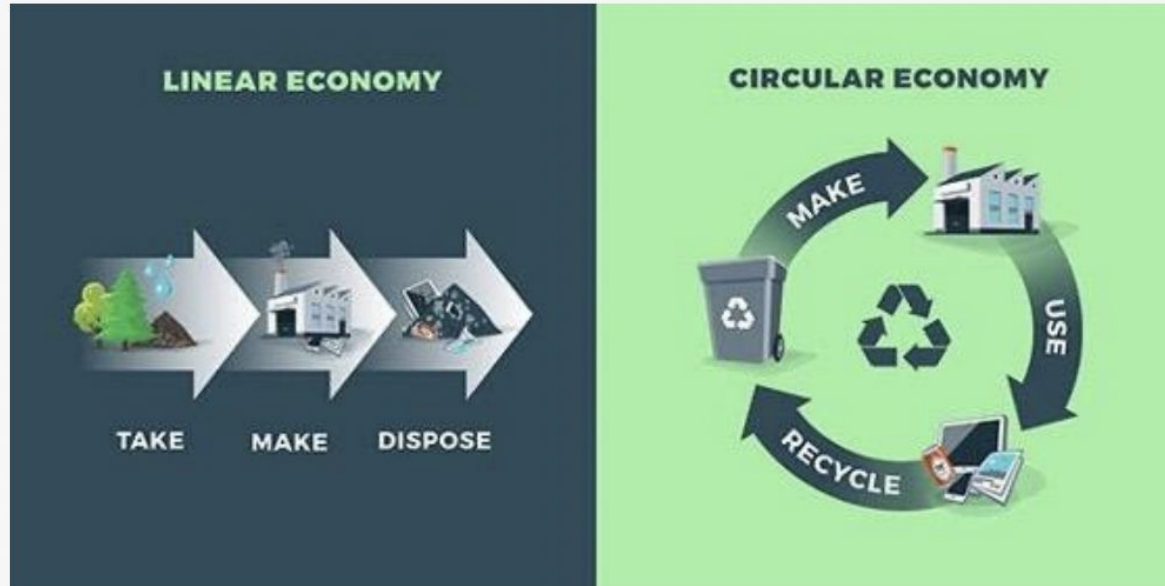 LINEAR ECONOMY
TAKE
MAKE
DISPOSE
CIRCULAR ECONOMY
MAKE
USE
RECYCLE